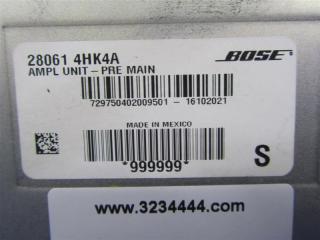 28061 4HK4A
BOSE
AMPL UNIT - PRE MAIN
729750402009501 - 16102021
MADE IN MEXICO
*999999*
S
www.3234444.com